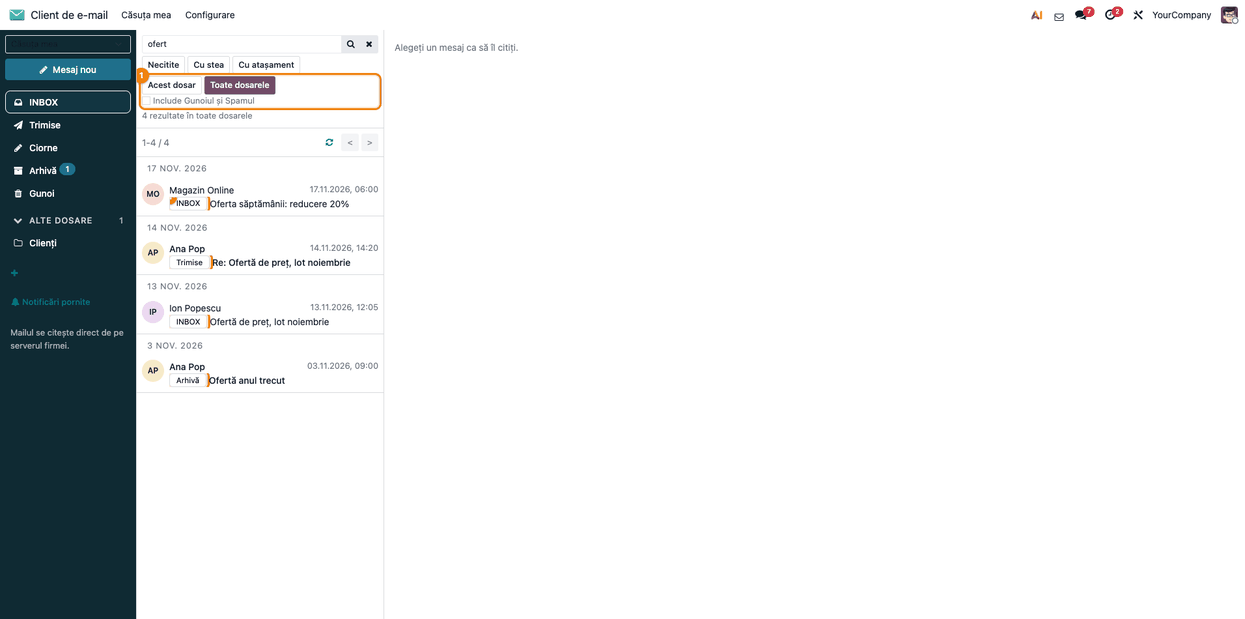 Client de e-mail Căsuța mea Configurare
AI 7 2 YourCompany
Mesaj nou
INBOX
Trimise
Ciorne
Arhivă 1
Gunoi
ALTE DOSARE 1
Clienți
+
Notificări pornite
Mailul se citește direct de pe
serverul firmei.
ofert
Necitite Cu stea Cu atașament
1
Acest dosar Toate dosarele
Include Gunoiul și Spamul
4 rezultate în toate dosarele
1-4 / 4 < >
17 NOV. 2026
MO Magazin Online 17.11.2026, 06:00
INBOX Oferta săptămânii: reducere 20%
14 NOV. 2026
AP Ana Pop 14.11.2026, 14:20
Trimise Re: Ofertă de preț, lot noiembrie
13 NOV. 2026
IP Ion Popescu 13.11.2026, 12:05
INBOX Ofertă de preț, lot noiembrie
3 NOV. 2026
AP Ana Pop 03.11.2026, 09:00
Arhivă Ofertă anul trecut
Alegeți un mesaj ca să îl citiți.